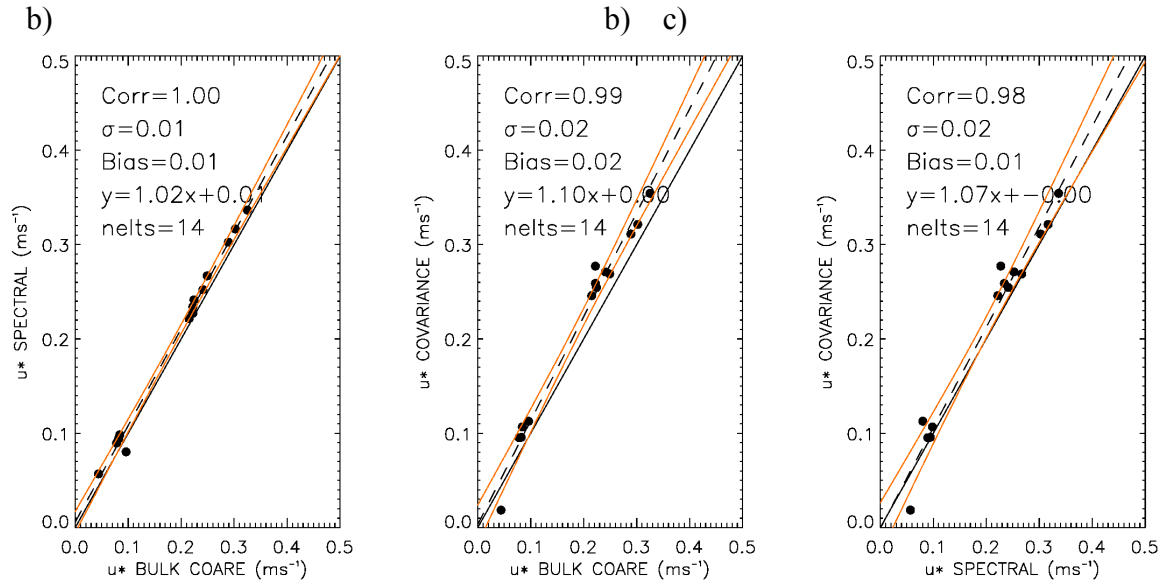 b)
b) c)
0.5
0.4
0.3
0.2
0.1
0.0
u* SPECTRAL (ms⁻¹)
Corr=1.00
σ=0.01
Bias=0.01
y=1.02x+0.01
nelts=14
0.0 0.1 0.2 0.3 0.4 0.5
u* BULK COARE (ms⁻¹)
0.5
0.4
0.3
0.2
0.1
0.0
u* COVARIANCE (ms⁻¹)
Corr=0.99
σ=0.02
Bias=0.02
y=1.10x+0.00
nelts=14
0.0 0.1 0.2 0.3 0.4 0.5
u* BULK COARE (ms⁻¹)
0.5
0.4
0.3
0.2
0.1
0.0
u* COVARIANCE (ms⁻¹)
Corr=0.98
σ=0.02
Bias=0.01
y=1.07x+-0.00
nelts=14
0.0 0.1 0.2 0.3 0.4 0.5
u* SPECTRAL (ms⁻¹)